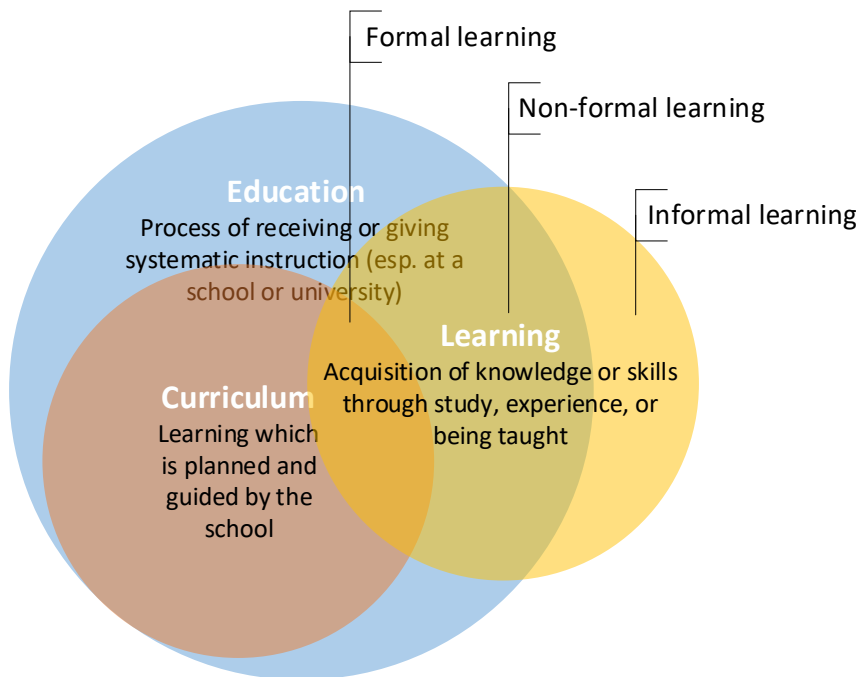 Formal learning
Non-formal learning
Informal learning
Education
Process of receiving or giving
systematic instruction (esp. at a
school or university)
Learning
Acquisition of knowledge or skills
through study, experience, or
being taught
Curriculum
Learning which
is planned and
guided by the
school